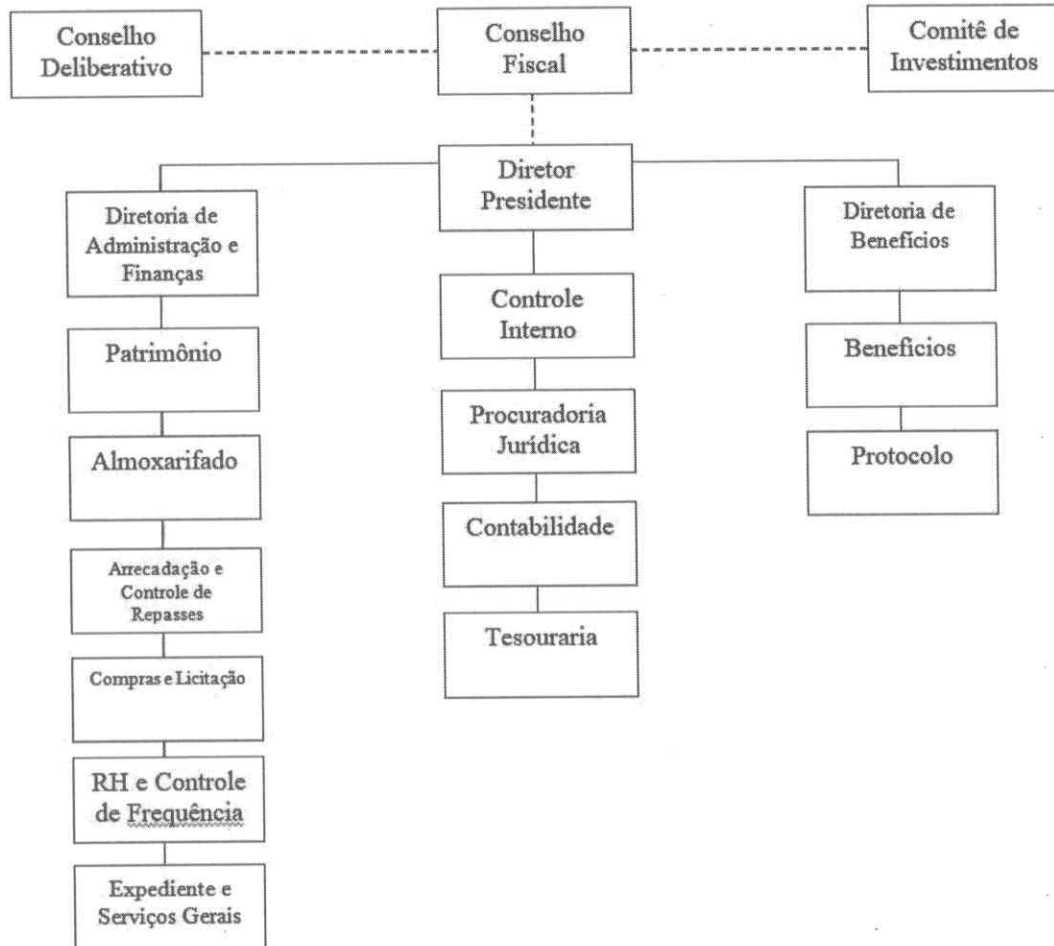 Conselho
Deliberativo
Conselho
Fiscal
Comitê de
Investimentos
Diretor
Presidente
Diretoria de
Administração e
Finanças
Patrimônio
Almoxarifado
Arrecadação e
Controle de
Repasses
Compras e Licitação
RH e Controle
de Frequência
Expediente e
Serviços Gerais
Controle
Interno
Procuradoria
Jurídica
Contabilidade
Tesouraria
Diretoria de
Benefícios
Benefícios
Protocolo